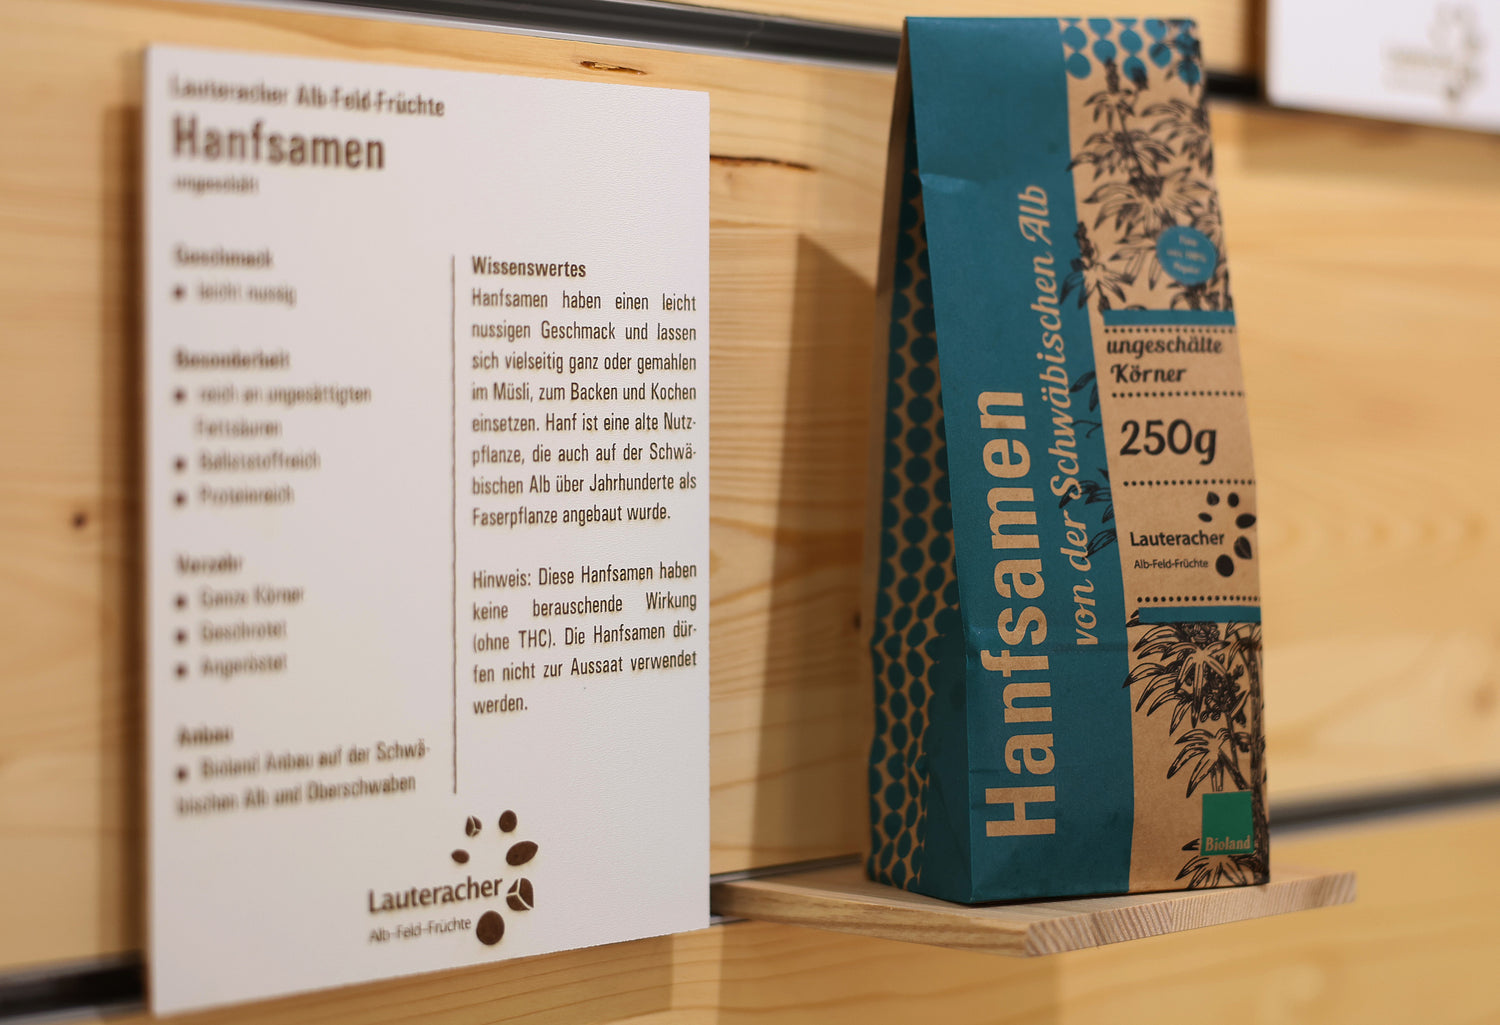 Lauteracher Alb-Feld-Früchte
Hanfsamen
ungeschält
Geschmack
● leicht nussig
Besonderheit
● reich an ungesättigten
Fettsäuren
● Ballststoffreich
● Proteinreich
Verzehr
● Ganze Körner
● Geschrotet
● Angeröstet
Anbau
● Bioland Anbau auf der Schwä-
bischen Alb und Oberschwaben
Wissenswertes
Hanfsamen haben einen leicht
nussigen Geschmack und lassen
sich vielseitig ganz oder gemahlen
im Müsli, zum Backen und Kochen
einsetzen. Hanf ist eine alte Nutz-
pflanze, die auch auf der Schwä-
bischen Alb über Jahrhunderte als
Faserpflanze angebaut wurde.
Hinweis: Diese Hanfsamen haben
keine berauschende Wirkung
(ohne THC). Die Hanfsamen dür-
fen nicht zur Aussaat verwendet
werden.
Lauteracher
Alb-Feld-Früchte
Hanfsamen
von der Schwäbischen Alb
ungeschälte
Körner
250g
Lauteracher
Alb-Feld-Früchte
Bioland